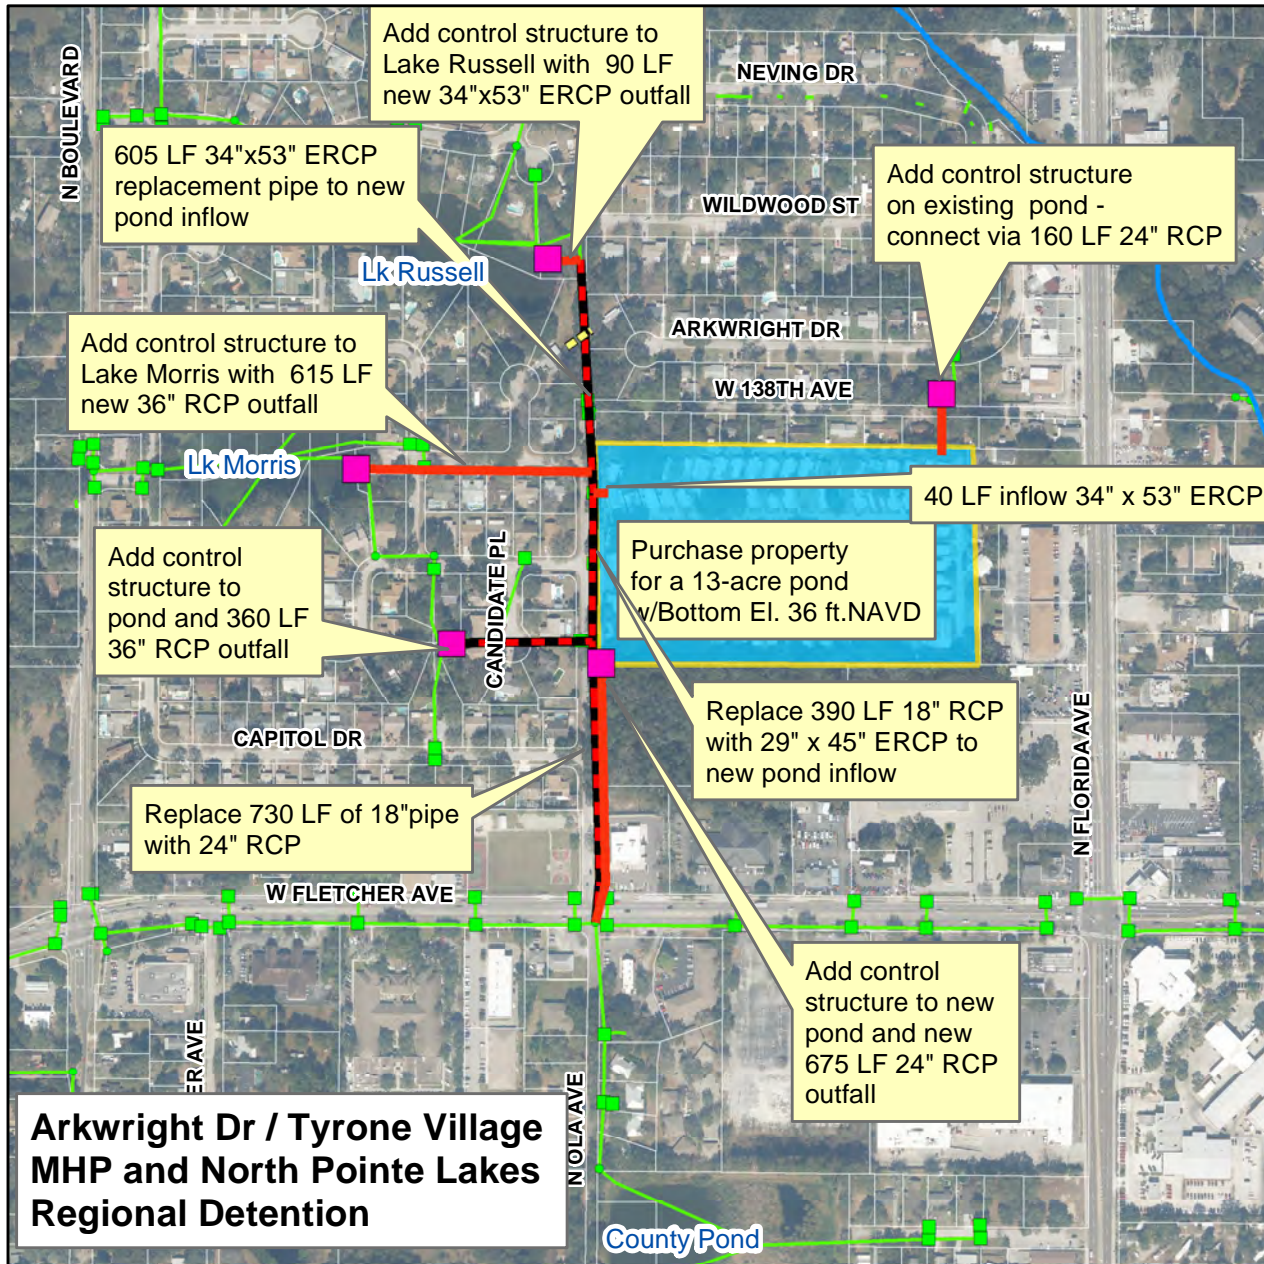 Add control structure to
Lake Russell with 90 LF
new 34"x53" ERCP outfall
NEVING DR
N BOULEVARD
605 LF 34"x53" ERCP
replacement pipe to new
pond inflow
Add control structure
on existing pond -
connect via 160 LF 24" RCP
WILDWOOD ST
Lk Russell
ARKWRIGHT DR
Add control structure to
Lake Morris with 615 LF
new 36" RCP outfall
W 138TH AVE
Lk Morris
40 LF inflow 34" x 53" ERCP
Add control
structure to
pond and 360 LF
36" RCP outfall
CANDIDATE PL
Purchase property
for a 13-acre pond
w/Bottom El. 36 ft.NAVD
Replace 390 LF 18" RCP
with 29" x 45" ERCP to
new pond inflow
N FLORIDA AVE
CAPITOL DR
Replace 730 LF of 18"pipe
with 24" RCP
W FLETCHER AVE
Add control
structure to new
pond and new
675 LF 24" RCP
outfall
ER AVE
N OLA AVE
Arkwright Dr / Tyrone Village
MHP and North Pointe Lakes
Regional Detention
County Pond